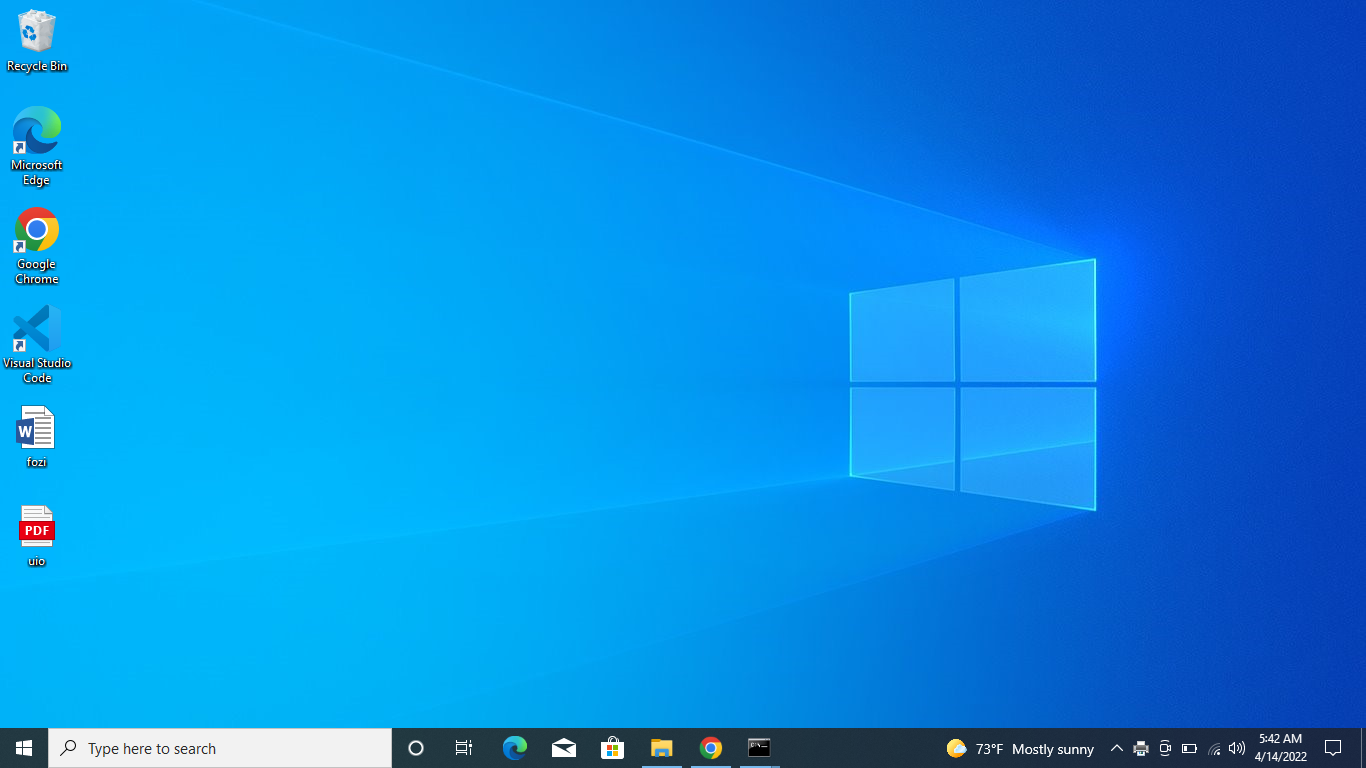 Recycle Bin
Microsoft
Edge
Google
Chrome
Visual Studio
Code
W
fozi
PDF
uio
Type here to search
73°F Mostly sunny
5:42 AM
4/14/2022